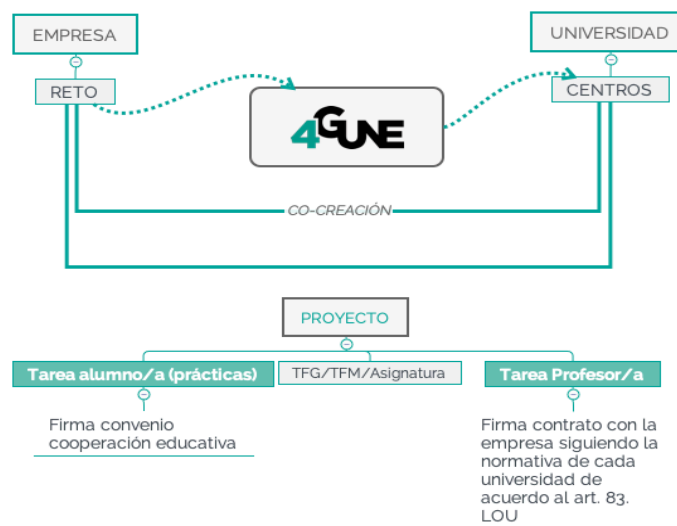 EMPRESA
UNIVERSIDAD
RETO
CENTROS
4GUNE
CO-CREACIÓN
PROYECTO
Tarea alumno/a (prácticas)
TFG/TFM/Asignatura
Tarea Profesor/a
Firma convenio
cooperación educativa
Firma contrato con la
empresa siguiendo la
normativa de cada
universidad de
acuerdo al art. 83.
LOU